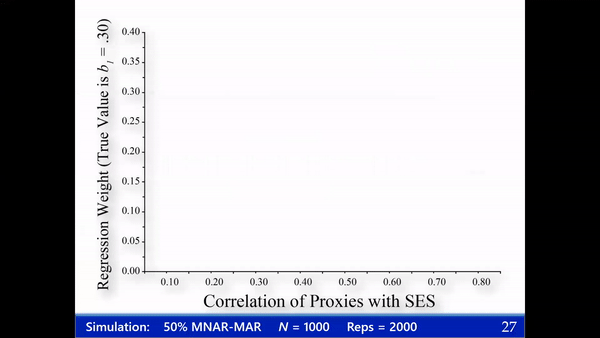 Regression Weight (True Value is b₁ = .30)
0.40
0.35
0.30
0.25
0.20
0.15
0.10
0.05
0.00
0.10 0.20 0.30 0.40 0.50 0.60 0.70 0.80
Correlation of Proxies with SES
Simulation: 50% MNAR-MAR N = 1000 Reps = 2000 27